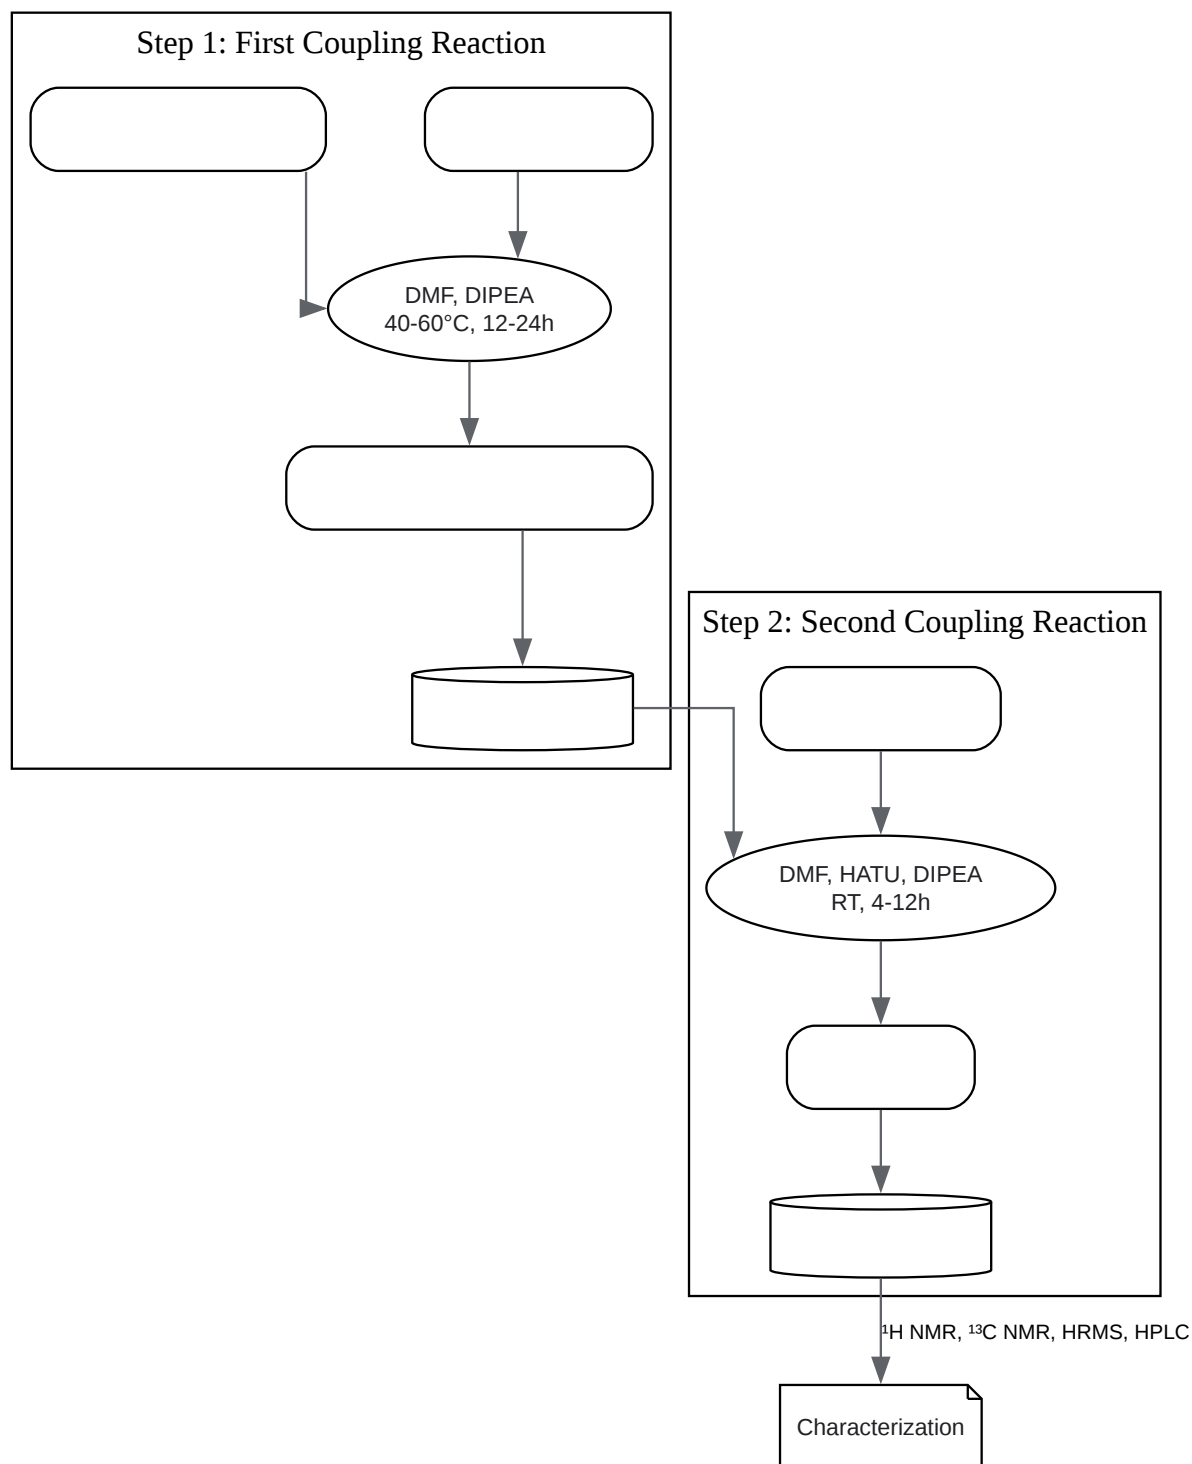 Step 1: First Coupling Reaction
DMF, DIPEA
40-60°C, 12-24h
Step 2: Second Coupling Reaction
DMF, HATU, DIPEA
RT, 4-12h
¹H NMR, ¹³C NMR, HRMS, HPLC
Characterization